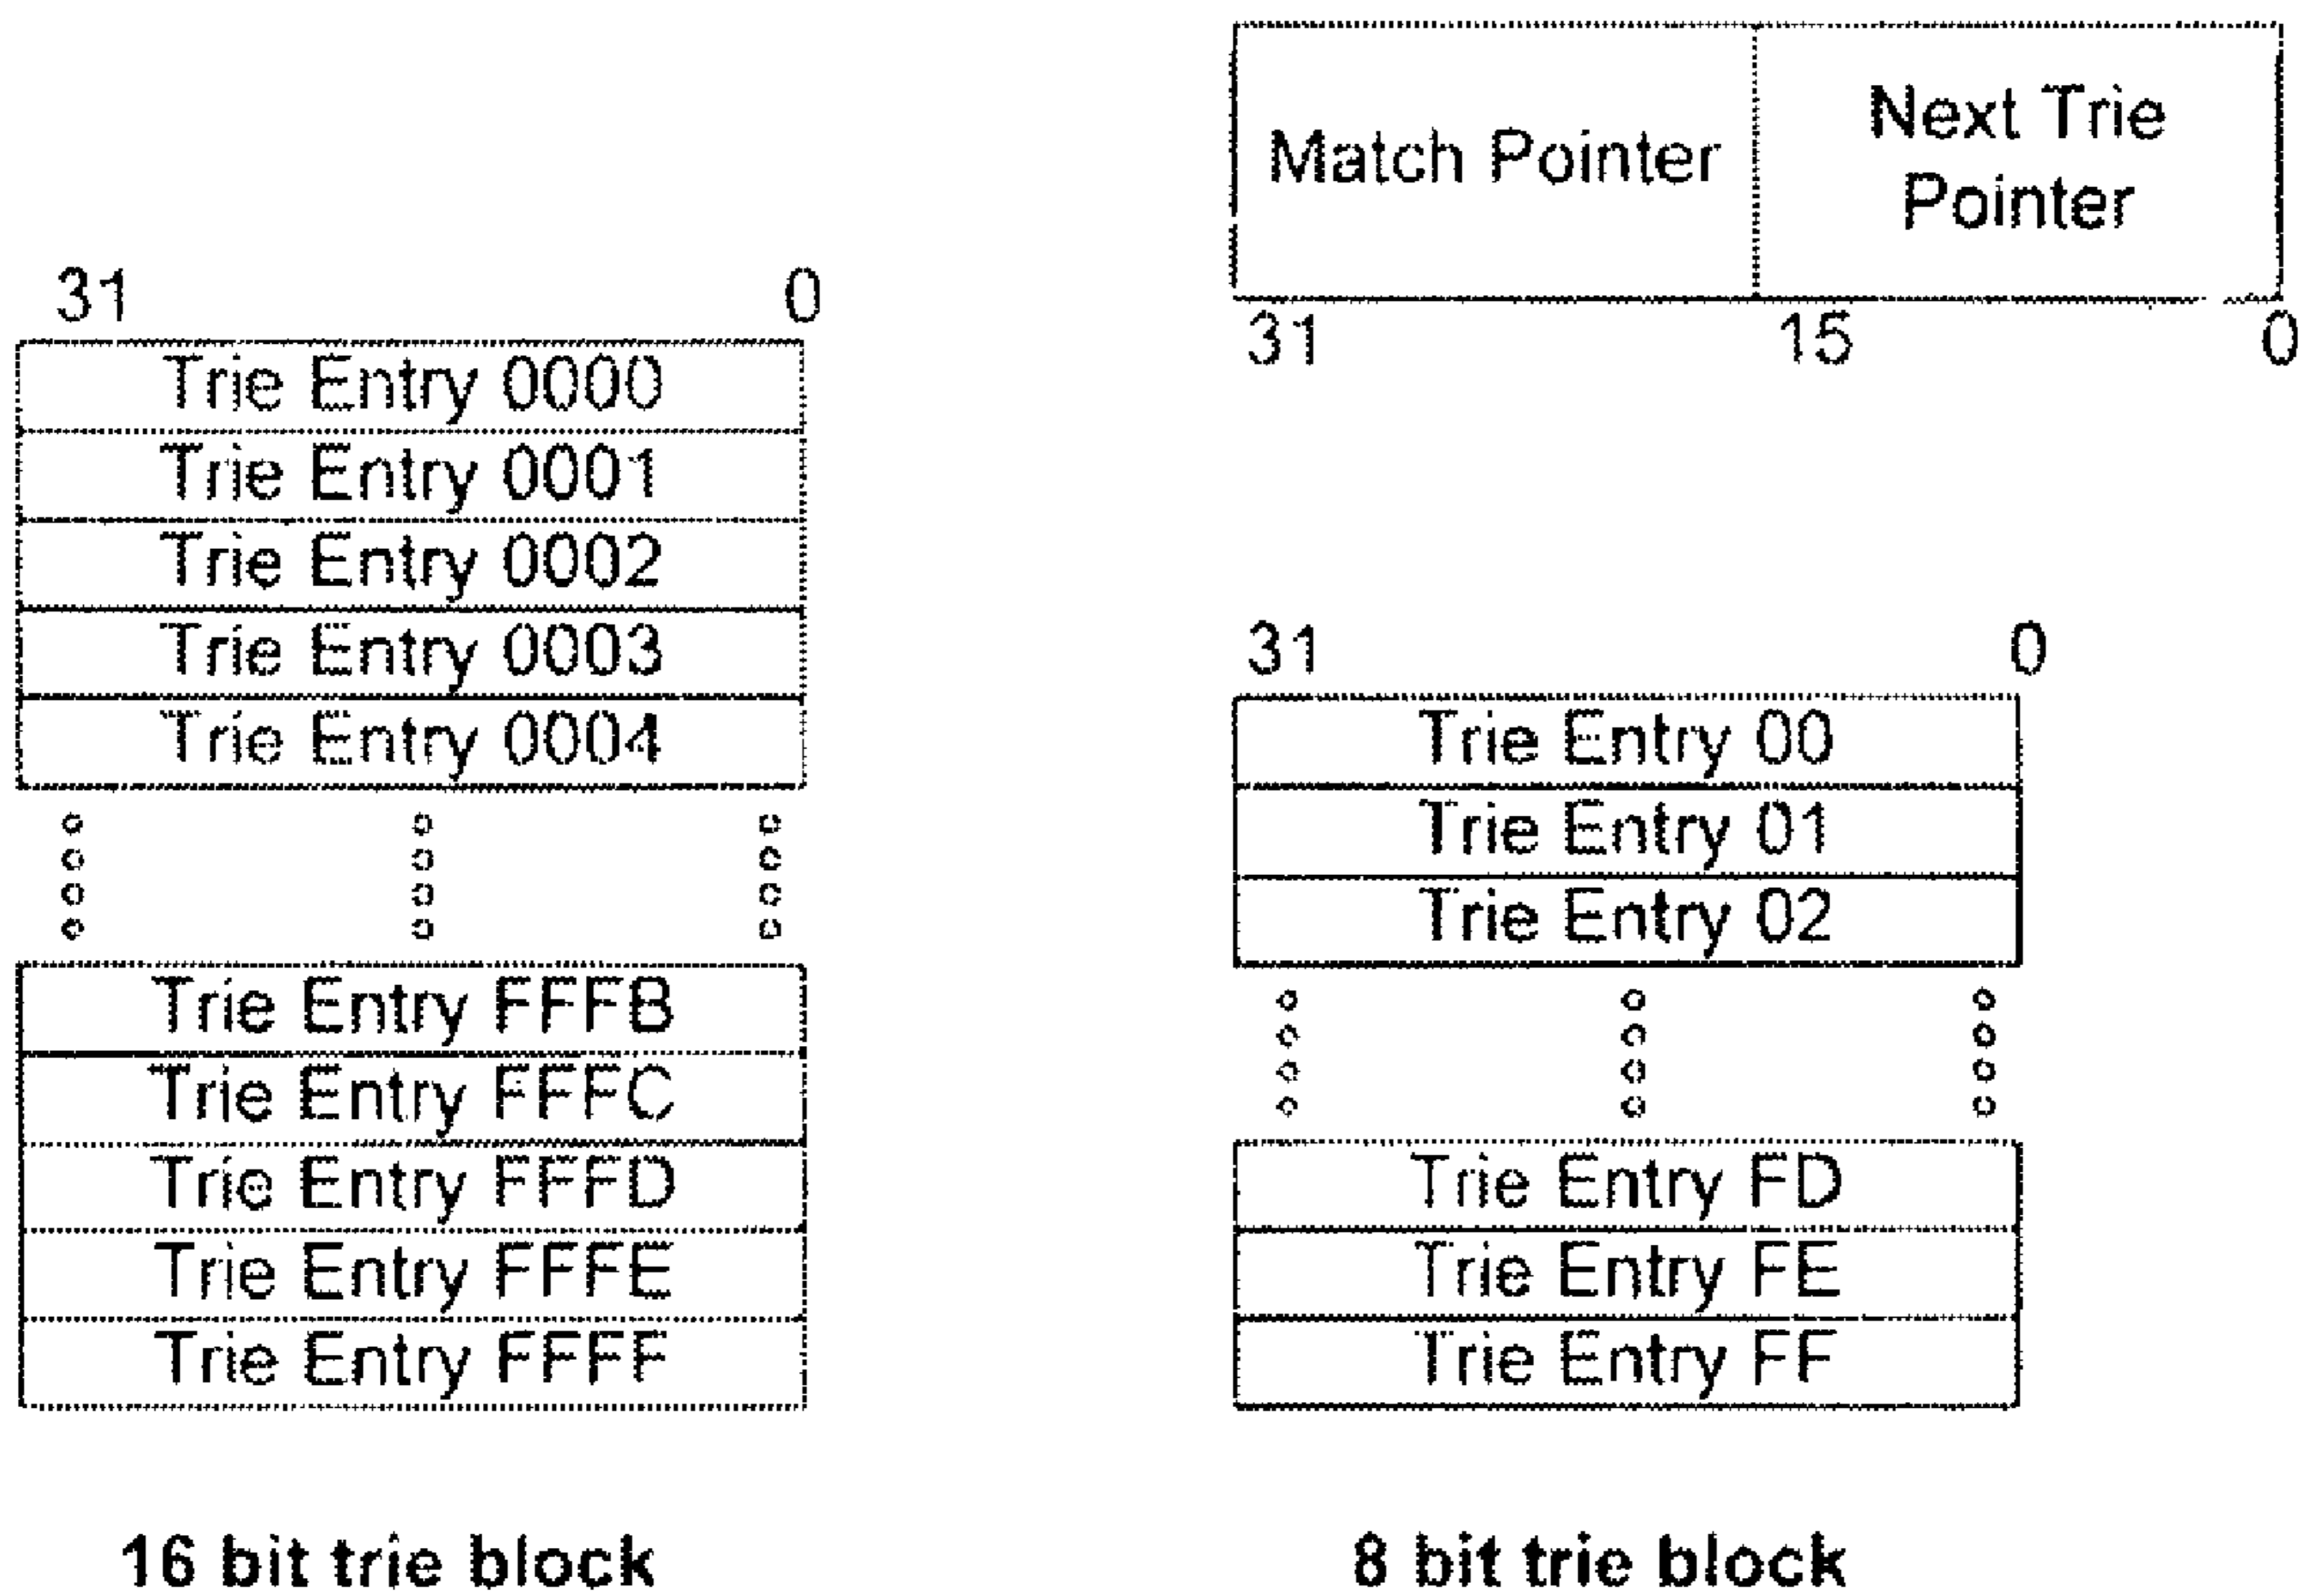 Match Pointer
Next Trie
Pointer
31 15 0
31 0
Trie Entry 0000
Trie Entry 0001
Trie Entry 0002
Trie Entry 0003
Trie Entry 0004
Trie Entry FFFB
Trie Entry FFFC
Trie Entry FFFD
Trie Entry FFFE
Trie Entry FFFF
16 bit trie block
31 0
Trie Entry 00
Trie Entry 01
Trie Entry 02
Trie Entry FD
Trie Entry FE
Trie Entry FF
8 bit trie block